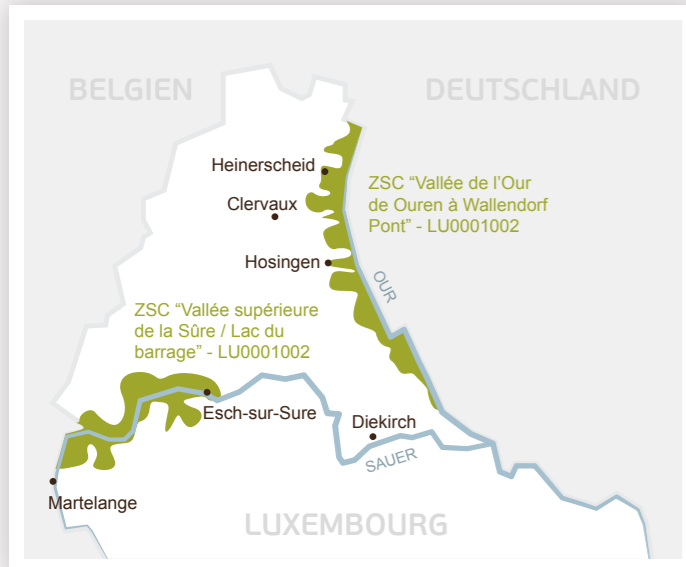 BELGIEN
DEUTSCHLAND
Heinerscheid
Clervaux
Hosingen
ZSC “Vallée de l’Our
de Ouren à Wallendorf
Pont” - LU0001002
OUR
ZSC “Vallée supérieure
de la Sûre / Lac du
barrage” - LU0001002
Esch-sur-Sure
Diekirch
SAUER
Martelange
LUXEMBOURG